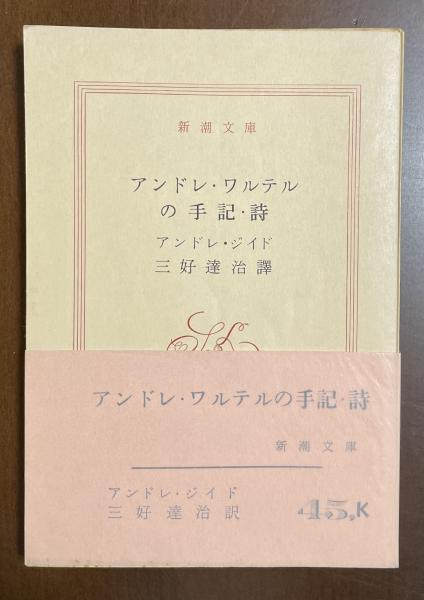 新潮文庫
アンドレ・ワルテル
の手記・詩
アンドレ・ジイド
三好達治譯
アンドレ・ワルテルの手記・詩
新潮文庫
アンドレ・ジイド
三好達治訳
45.K